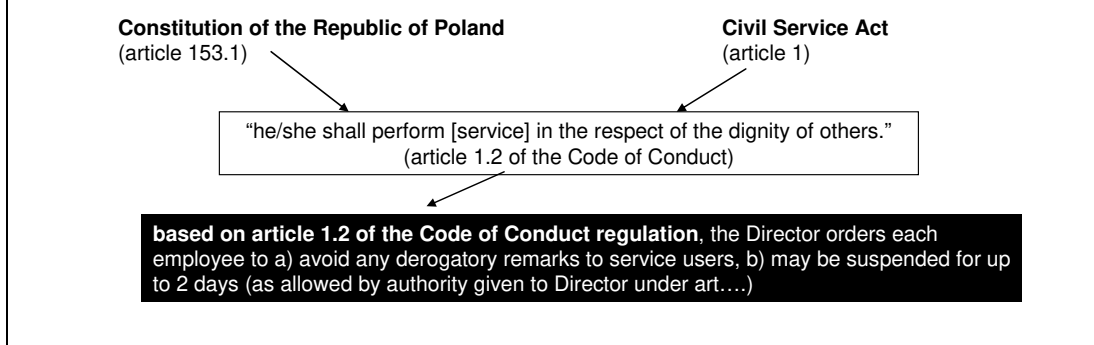 Constitution of the Republic of Poland
(article 153.1)
Civil Service Act
(article 1)
“he/she shall perform [service] in the respect of the dignity of others.”
(article 1.2 of the Code of Conduct)
based on article 1.2 of the Code of Conduct regulation, the Director orders each
employee to a) avoid any derogatory remarks to service users, b) may be suspended for up
to 2 days (as allowed by authority given to Director under art….)